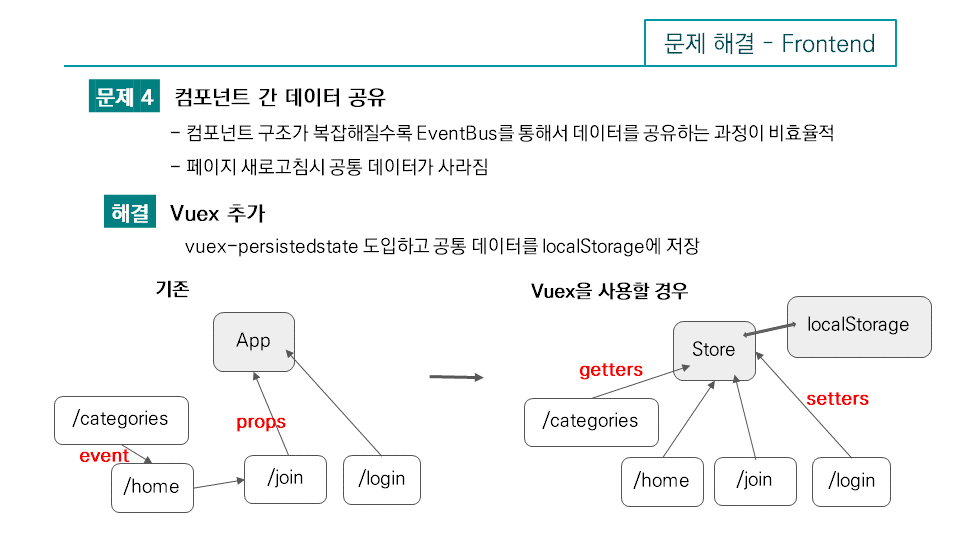 문제 해결 - Frontend
문제 4 컴포넌트 간 데이터 공유
- 컴포넌트 구조가 복잡해질수록 EventBus를 통해서 데이터를 공유하는 과정이 비효율적
- 페이지 새로고침시 공통 데이터가 사라짐
해결 Vuex 추가
vuex-persistedstate 도입하고 공통 데이터를 localStorage에 저장
기존
App
/categories
props
event
/home
/join
/login
Vuex을 사용할 경우
localStorage
Store
getters
setters
/categories
/home
/join
/login